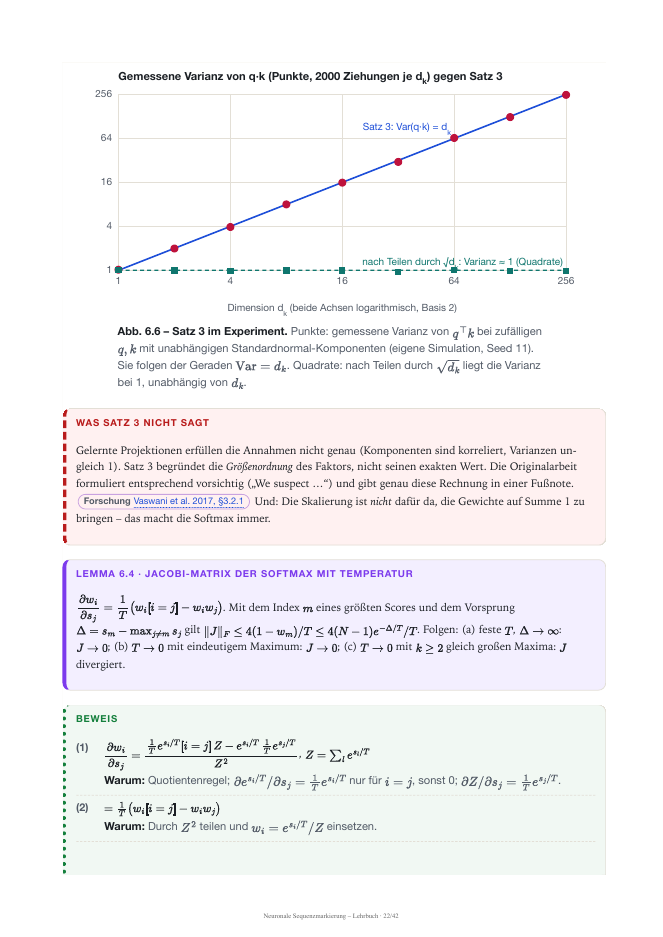 Gemessene Varianz von q·k (Punkte, 2000 Ziehungen je dₖ) gegen Satz 3
256
64
16
4
1
Satz 3: Var(q·k) = dₖ
nach Teilen durch √dₖ: Varianz ≈ 1 (Quadrate)
1 4 16 64 256
Dimension dₖ (beide Achsen logarithmisch, Basis 2)
Abb. 6.6 – Satz 3 im Experiment. Punkte: gemessene Varianz von q⊤k bei zufälligen
q, k mit unabhängigen Standardnormal-Komponenten (eigene Simulation, Seed 11).
Sie folgen der Geraden Var = dₖ. Quadrate: nach Teilen durch √dₖ liegt die Varianz
bei 1, unabhängig von dₖ.
WAS SATZ 3 NICHT SAGT
Gelernte Projektionen erfüllen die Annahmen nicht genau (Komponenten sind korreliert, Varianzen un-
gleich 1). Satz 3 begründet die Größenordnung des Faktors, nicht seinen exakten Wert. Die Originalarbeit
formuliert entsprechend vorsichtig („We suspect …“) und gibt genau diese Rechnung in einer Fußnote.
Forschung Vaswani et al. 2017, §3.2.1 Und: Die Skalierung ist nicht dafür da, die Gewichte auf Summe 1 zu
bringen – das macht die Softmax immer.
LEMMA 6.4 · JACOBI-MATRIX DER SOFTMAX MIT TEMPERATUR
∂wᵢ/∂sⱼ = 1/T (wᵢ[i = j] − wᵢwⱼ). Mit dem Index m eines größten Scores und dem Vorsprung
Δ = sₘ − max_{j≠m} sⱼ gilt ‖J‖_F ≤ 4(1 − wₘ)/T ≤ 4(N − 1)e^{−Δ/T}/T. Folgen: (a) feste T, Δ → ∞:
J → 0; (b) T → 0 mit eindeutigem Maximum: J → 0; (c) T → 0 mit k ≥ 2 gleich großen Maxima: J
divergiert.
BEWEIS
(1) ∂wᵢ/∂sⱼ = (1/T e^{sᵢ/T}[i = j] Z − e^{sᵢ/T} 1/T e^{sⱼ/T})/Z², Z = ∑ₗ e^{sₗ/T}
Warum: Quotientenregel; ∂e^{sᵢ/T}/∂sⱼ = 1/T e^{sᵢ/T} nur für i = j, sonst 0; ∂Z/∂sⱼ = 1/T e^{sⱼ/T}.
(2) = 1/T (wᵢ[i = j] − wᵢwⱼ)
Warum: Durch Z² teilen und wᵢ = e^{sᵢ/T}/Z einsetzen.
Neuronale Sequenzmarkierung – Lehrbuch · 22/42